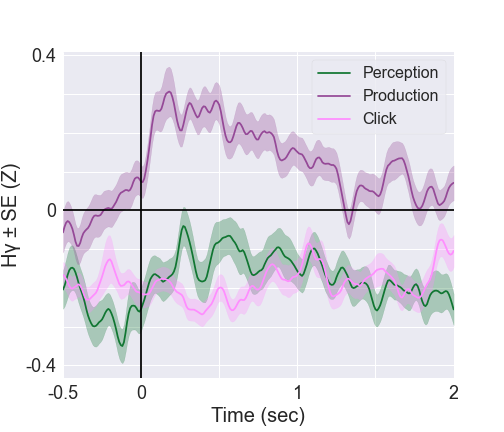 0.4
Perception
Production
Click
Hγ ± SE (Z)
0
-0.4
-0.5
0
1
2
Time (sec)